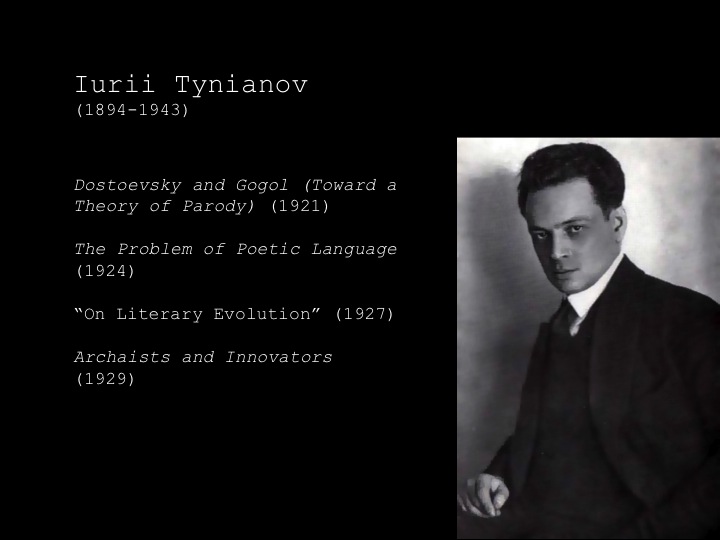 Iurii Tynianov
(1894-1943)
Dostoevsky and Gogol (Toward a
Theory of Parody) (1921)
The Problem of Poetic Language
(1924)
“On Literary Evolution” (1927)
Archaists and Innovators
(1929)